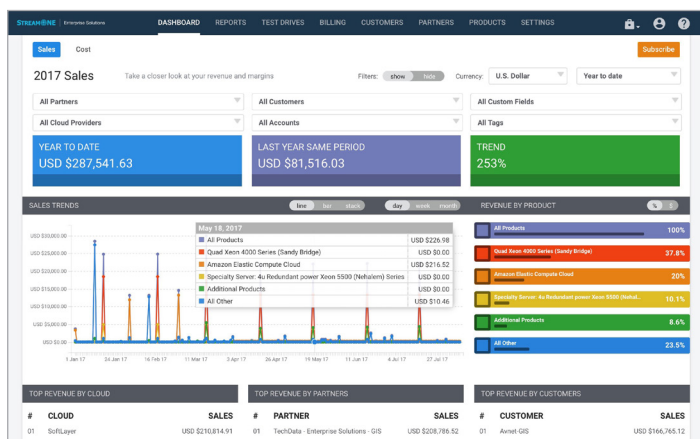 STREAM ONE Enterprise Solutions DASHBOARD REPORTS TEST DRIVES BILLING CUSTOMERS PARTNERS PRODUCTS SETTINGS
Sales Cost Subscribe
2017 Sales Take a closer look at your revenue and margins Filters: show hide Currency: U.S. Dollar Year to date
All Partners All Customers All Custom Fields
All Cloud Providers All Accounts All Tags
YEAR TO DATE LAST YEAR SAME PERIOD TREND
USD $287,541.63 USD $81,516.03 253%
SALES TRENDS line bar stack day week month REVENUE BY PRODUCT % $
May 18, 2017
All Products USD $226.98
Quad Xeon 4000 Series (Sandy Bridge) USD $0.00
Amazon Elastic Compute Cloud USD $216.52
Specialty Server: 4u Redundant power Xeon 5500 (Nehalem) Series USD $0.00
Additional Products USD $0.00
All Other USD $10.46
USD $30,000.00
USD $25,000.00
USD $20,000.00
USD $15,000.00
USD $10,000.00
USD $5,000.00
USD $0.00
1 Jan 17 24 Jan 17 16 Feb 17 11 Mar 17 3 Apr 17 26 Apr 17 19 May 17 11 Jun 17 4 Jul 17 27 Jul 17
All Products 100%
Quad Xeon 4000 Series (Sandy Bridge) 37.8%
Amazon Elastic Compute Cloud 20%
Specialty Server: 4u Redundant power Xeon 5500 (Nehal... 10.1%
Additional Products 8.6%
All Other 23.5%
TOP REVENUE BY CLOUD TOP REVENUE BY PARTNERS TOP REVENUE BY CUSTOMERS
# CLOUD SALES # PARTNER SALES # CUSTOMER SALES
01 SoftLayer USD $210,814.91 01 TechData - Enterprise Solutions - GIS USD $208,786.52 01 Avnet-GIS USD $166,765.12